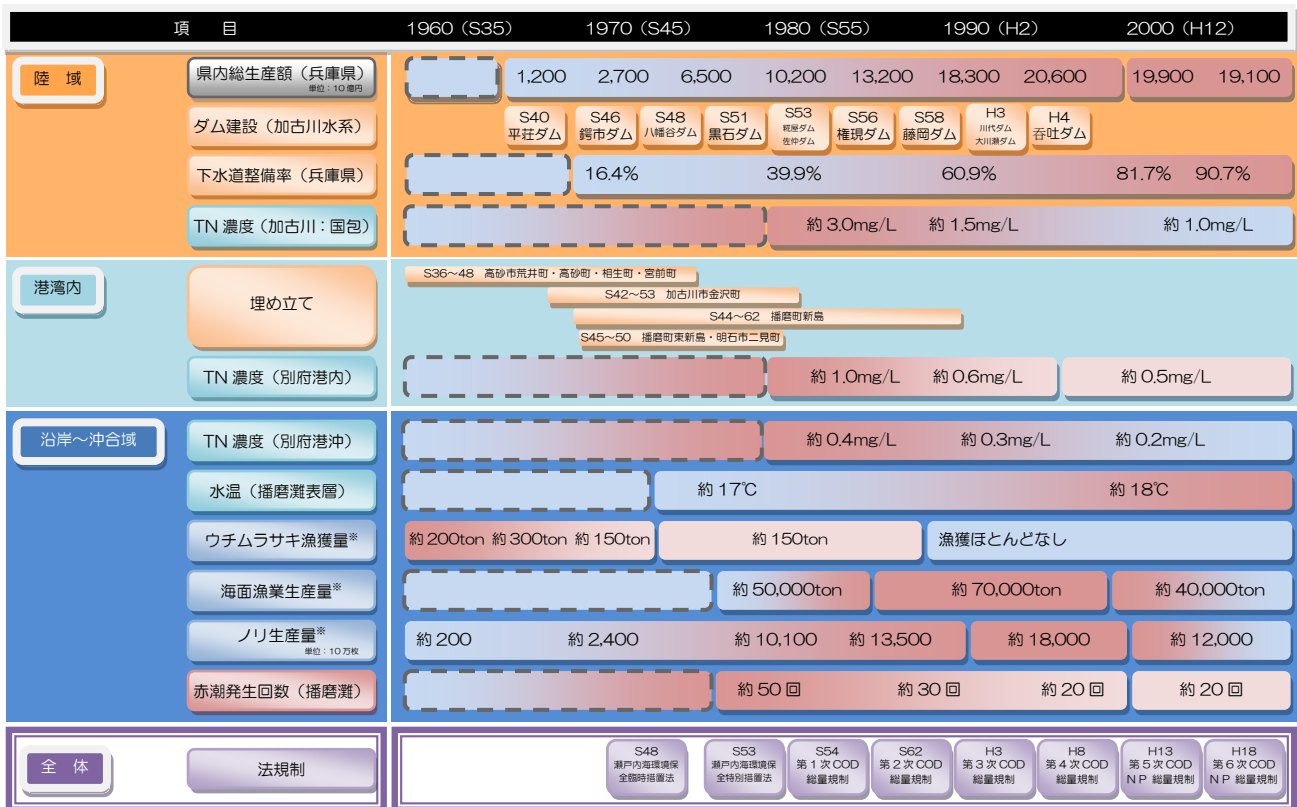 項 目 1960（S35） 1970（S45） 1980（S55） 1990（H2） 2000（H12）
陸 域
県内総生産額（兵庫県）
単位：10億円
1,200 2,700 6,500 10,200 13,200 18,300 20,600 19,900 19,100
ダム建設（加古川水系）
S40
平荘ダム
S46
鍔市ダム
S48
八幡谷ダム
S51
黒石ダム
S53
糀屋ダム
佐仲ダム
S56
権現ダム
S58
藤岡ダム
H3
川代ダム
大川瀬ダム
H4
呑吐ダム
下水道整備率（兵庫県）
16.4% 39.9% 60.9% 81.7% 90.7%
TN濃度（加古川：国包）
約3.0mg/L 約1.5mg/L 約1.0mg/L
港湾内
埋め立て
S36～48 高砂市荒井町・高砂町・相生町・宮前町
S42～53 加古川市金沢町
S44～62 播磨町新島
S45～50 播磨町東新島・明石市二見町
TN濃度（別府港内）
約1.0mg/L 約0.6mg/L 約0.5mg/L
沿岸～沖合域
TN濃度（別府港沖）
約0.4mg/L 約0.3mg/L 約0.2mg/L
水温（播磨灘表層）
約17℃ 約18℃
ウチムラサキ漁獲量※
約200ton 約300ton 約150ton 約150ton 漁獲ほとんどなし
海面漁業生産量※
約50,000ton 約70,000ton 約40,000ton
ノリ生産量※
単位：10万枚
約200 約2,400 約10,100 約13,500 約18,000 約12,000
赤潮発生回数（播磨灘）
約50回 約30回 約20回 約20回
全 体
法規制
S48
瀬戸内海環境保
全臨時措置法
S53
瀬戸内海環境保
全特別措置法
S54
第1次COD
総量規制
S62
第2次COD
総量規制
H3
第3次COD
総量規制
H8
第4次COD
総量規制
H13
第5次COD
NP 総量規制
H18
第6次COD
NP 総量規制